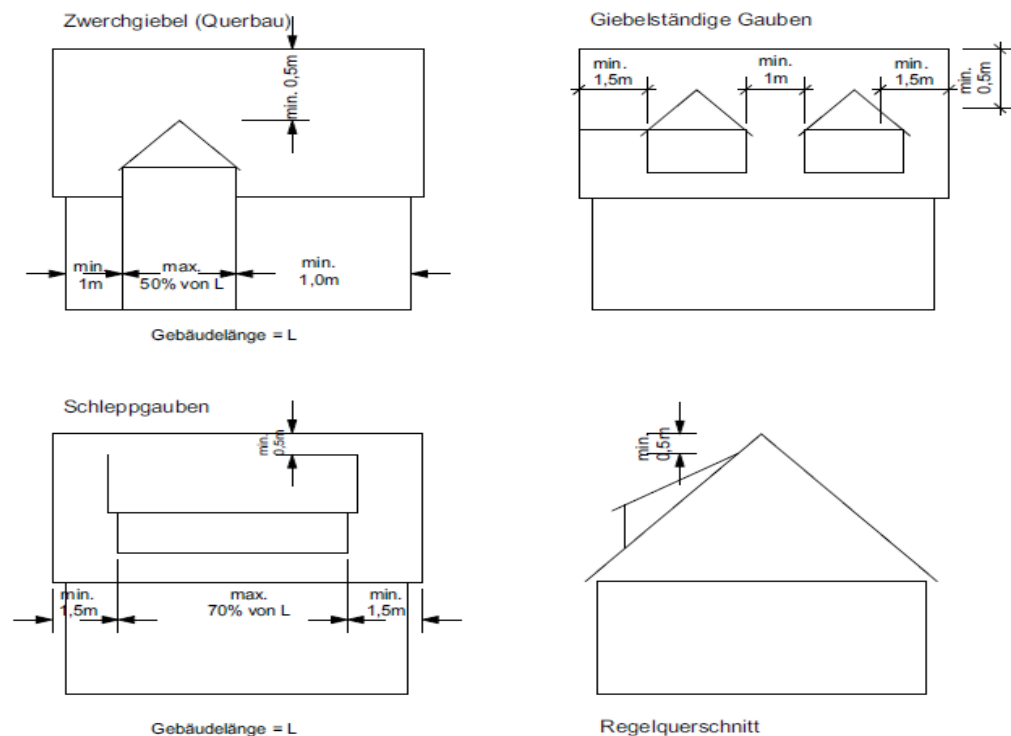 Zwerchgiebel (Querbau)
min. 0,5m
min.
1m
max.
50% von L
min.
1,0m
Gebäudelänge = L
Giebelständige Gauben
min.
1,5m
min.
1m
min.
1,5m
min.
0,5m
Schleppgauben
min.
0,5m
min.
1,5m
max.
70% von L
min.
1,5m
Gebäudelänge = L
min.
0,5m
Regelquerschnitt